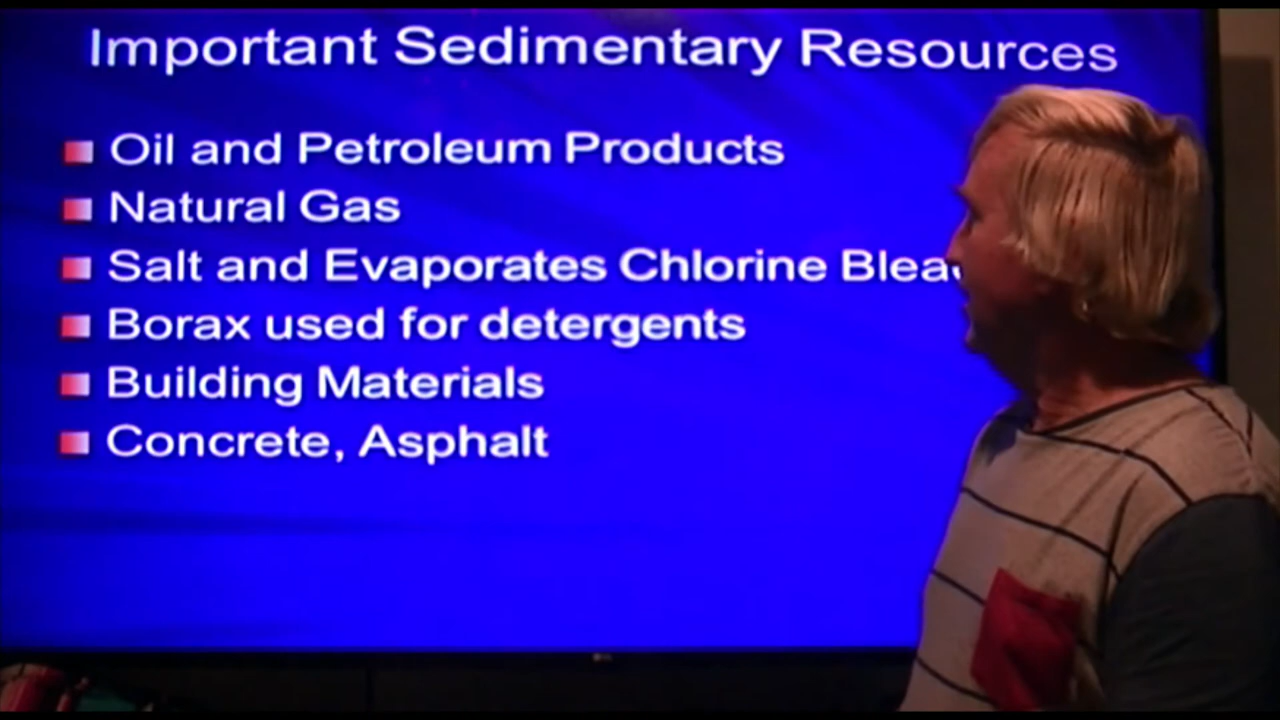 Important Sedimentary Resources
Oil and Petroleum Products
Natural Gas
Salt and Evaporates Chlorine
Borax used for detergents
Building Materials
Concrete, Asphalt